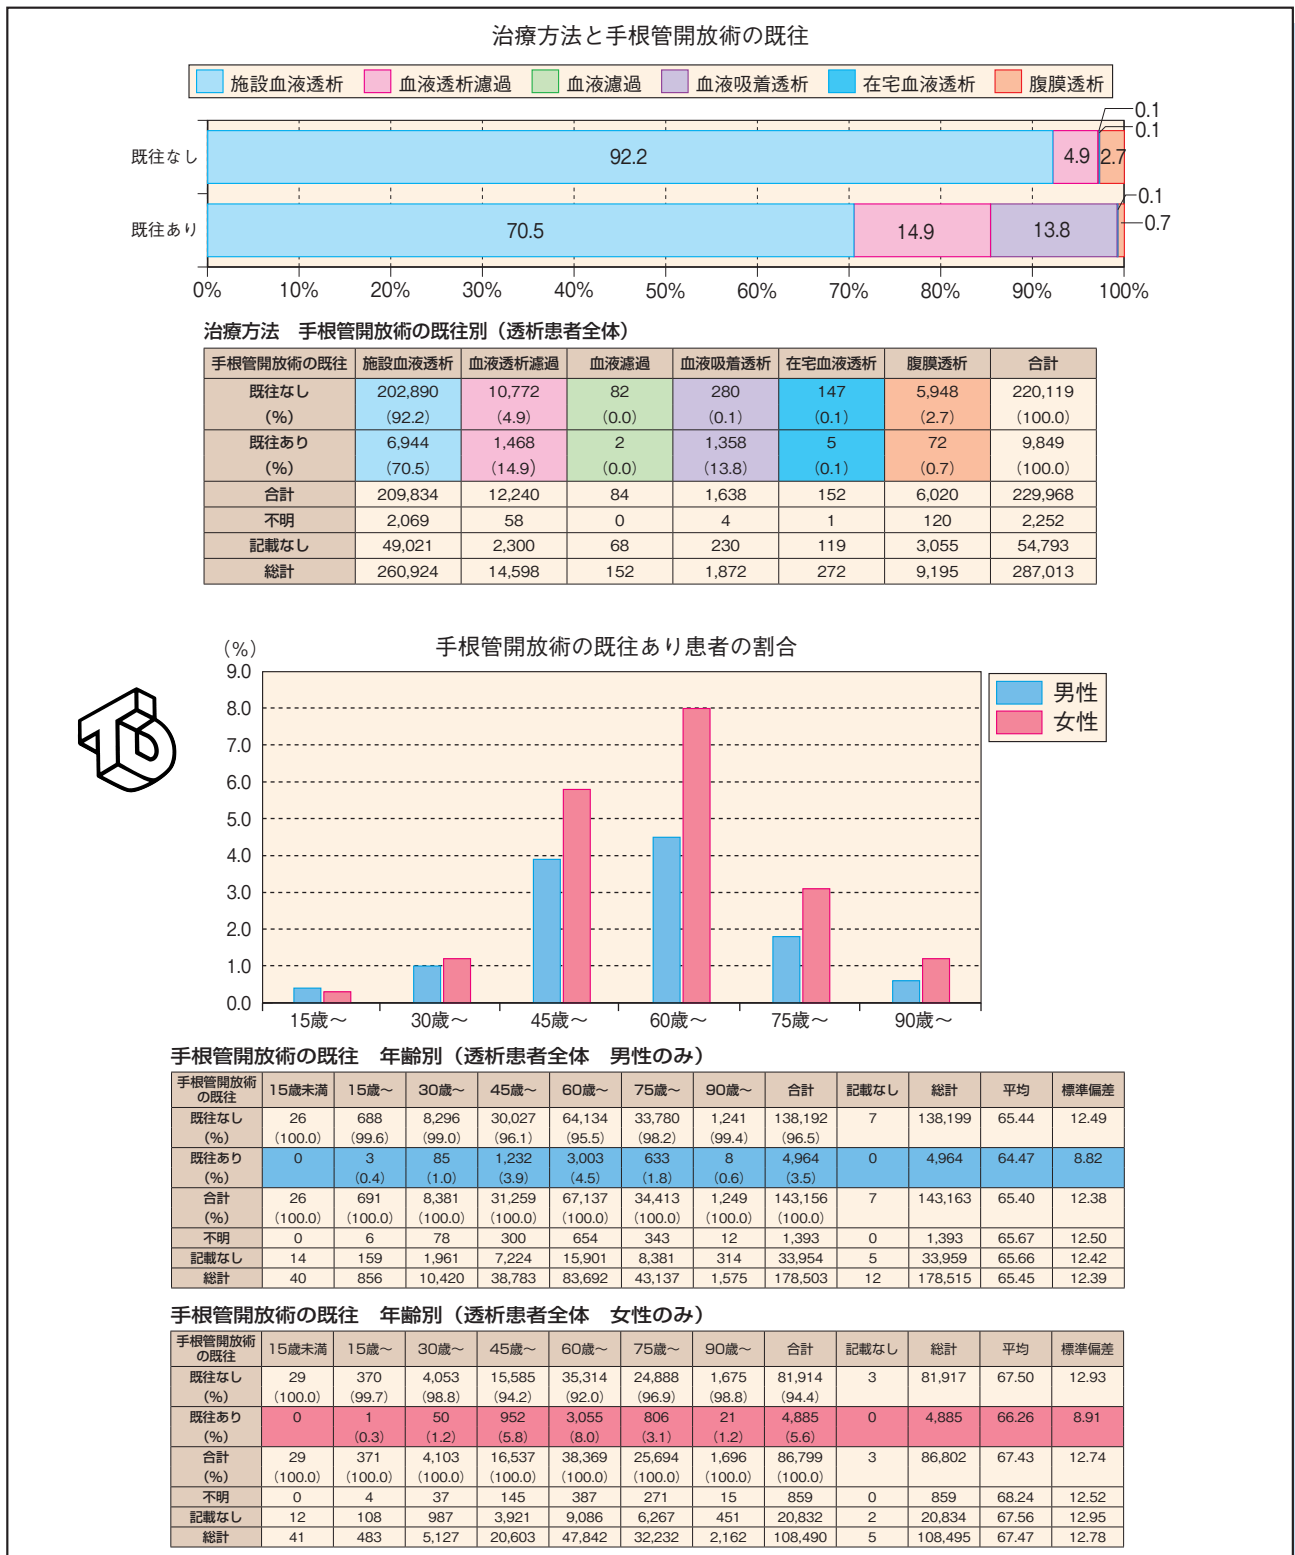 治療方法と手根管開放術の既往
施設血液透析 血液透析濾過 血液濾過 血液吸着透析 在宅血液透析 腹膜透析
0.1
0.1
既往なし 92.2 4.9 2.7
0.1
既往あり 70.5 14.9 13.8 0.7
0% 10% 20% 30% 40% 50% 60% 70% 80% 90% 100%
治療方法 手根管開放術の既往別（透析患者全体）
手根管開放術の既往 施設血液透析 血液透析濾過 血液濾過 血液吸着透析 在宅血液透析 腹膜透析 合計
既往なし 202,890 10,772 82 280 147 5,948 220,119
（%） (92.2) (4.9) (0.0) (0.1) (0.1) (2.7) (100.0)
既往あり 6,944 1,468 2 1,358 5 72 9,849
（%） (70.5) (14.9) (0.0) (13.8) (0.1) (0.7) (100.0)
合計 209,834 12,240 84 1,638 152 6,020 229,968
不明 2,069 58 0 4 1 120 2,252
記載なし 49,021 2,300 68 230 119 3,055 54,793
総計 260,924 14,598 152 1,872 272 9,195 287,013
手根管開放術の既往あり患者の割合
（%）
9.0
8.0
7.0
6.0
5.0
4.0
3.0
2.0
1.0
0.0
男性
女性
15歳〜 30歳〜 45歳〜 60歳〜 75歳〜 90歳〜
手根管開放術の既往 年齢別（透析患者全体 男性のみ）
手根管開放術の既往 15歳未満 15歳〜 30歳〜 45歳〜 60歳〜 75歳〜 90歳〜 合計 記載なし 総計 平均 標準偏差
既往なし 26 688 8,296 30,027 64,134 33,780 1,241 138,192 7 138,199 65.44 12.49
（%） (100.0) (99.6) (99.0) (96.1) (95.5) (98.2) (99.4) (96.5)
既往あり 0 3 85 1,232 3,003 633 8 4,964 0 4,964 64.47 8.82
（%） (0.4) (1.0) (3.9) (4.5) (1.8) (0.6) (3.5)
合計 26 691 8,381 31,259 67,137 34,413 1,249 143,156 7 143,163 65.40 12.38
（%） (100.0) (100.0) (100.0) (100.0) (100.0) (100.0) (100.0) (100.0)
不明 0 6 78 300 654 343 12 1,393 0 1,393 65.67 12.50
記載なし 14 159 1,961 7,224 15,901 8,381 314 33,954 5 33,959 65.66 12.42
総計 40 856 10,420 38,783 83,692 43,137 1,575 178,503 12 178,515 65.45 12.39
手根管開放術の既往 年齢別（透析患者全体 女性のみ）
手根管開放術の既往 15歳未満 15歳〜 30歳〜 45歳〜 60歳〜 75歳〜 90歳〜 合計 記載なし 総計 平均 標準偏差
既往なし 29 370 4,053 15,585 35,314 24,888 1,675 81,914 3 81,917 67.50 12.93
（%） (100.0) (99.7) (98.8) (94.2) (92.0) (96.9) (98.8) (94.4)
既往あり 0 1 50 952 3,055 806 21 4,885 0 4,885 66.26 8.91
（%） (0.3) (1.2) (5.8) (8.0) (3.1) (1.2) (5.6)
合計 29 371 4,103 16,537 38,369 25,694 1,696 86,799 3 86,802 67.43 12.74
（%） (100.0) (100.0) (100.0) (100.0) (100.0) (100.0) (100.0) (100.0)
不明 0 4 37 145 387 271 15 859 0 859 68.24 12.52
記載なし 12 108 987 3,921 9,086 6,267 451 20,832 2 20,834 67.56 12.95
総計 41 483 5,127 20,603 47,842 32,232 2,162 108,490 5 108,495 67.47 12.78